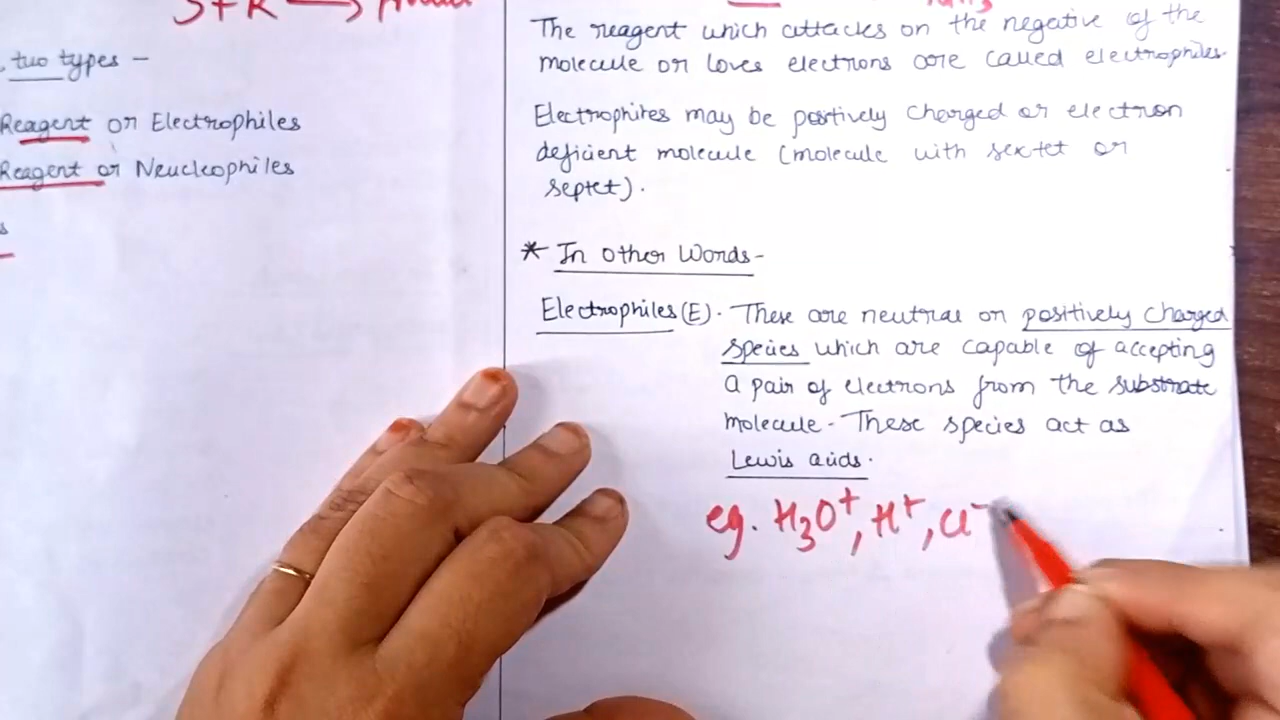 S + R → Product
two types -
Reagent or Electrophiles
Reagent or Neucleophiles
The reagent which attacks on the negative of the
molecule or loves electrons are called electrophiles.
Electrophiles may be positively charged or electron
deficient molecule (molecule with sextet or
septet).
* In Other Words-
Electrophiles (E). These are neutral or positively charged
species which are capable of accepting
a pair of electrons from the substrate
molecule. These species act as
Lewis acids.
eg. H₃O⁺, H⁺, Cl⁻